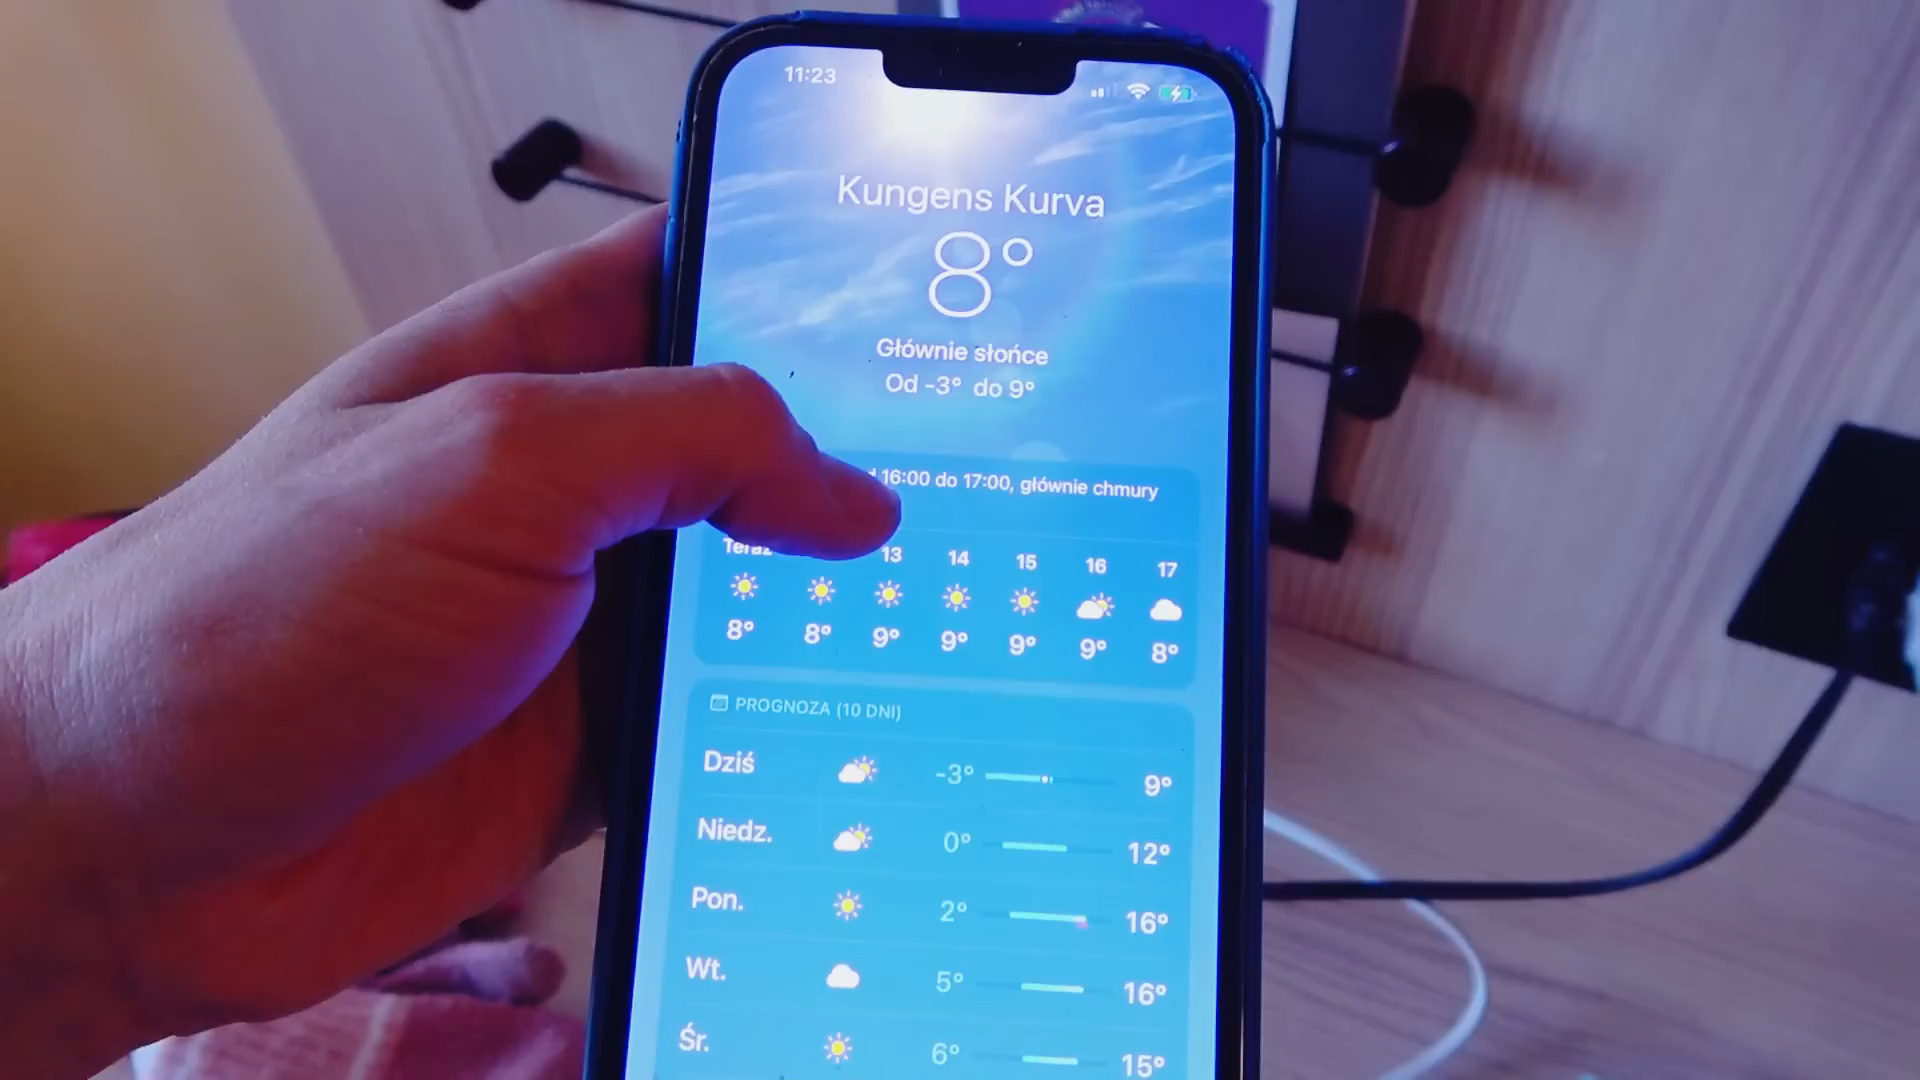 11:23
Kungens Kurva
8°
Głównie słońce
Od -3° do 9°
16:00 do 17:00, głównie chmury
Teraz 13 14 15 16 17
8° 8° 9° 9° 9° 9° 8°
PROGNOZA (10 DNI)
Dziś -3° 9°
Niedz. 0° 12°
Pon. 2° 16°
Wt. 5° 16°
Śr. 6° 15°